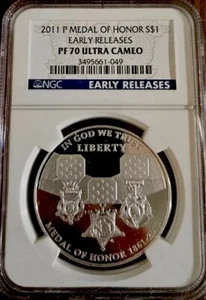 2011 P MEDAL OF HONOR S$1
EARLY RELEASES
PF 70 ULTRA CAMEO
3495661-049
NGC EARLY RELEASES
IN GOD WE TRUST
LIBERTY
MEDAL OF HONOR 1861